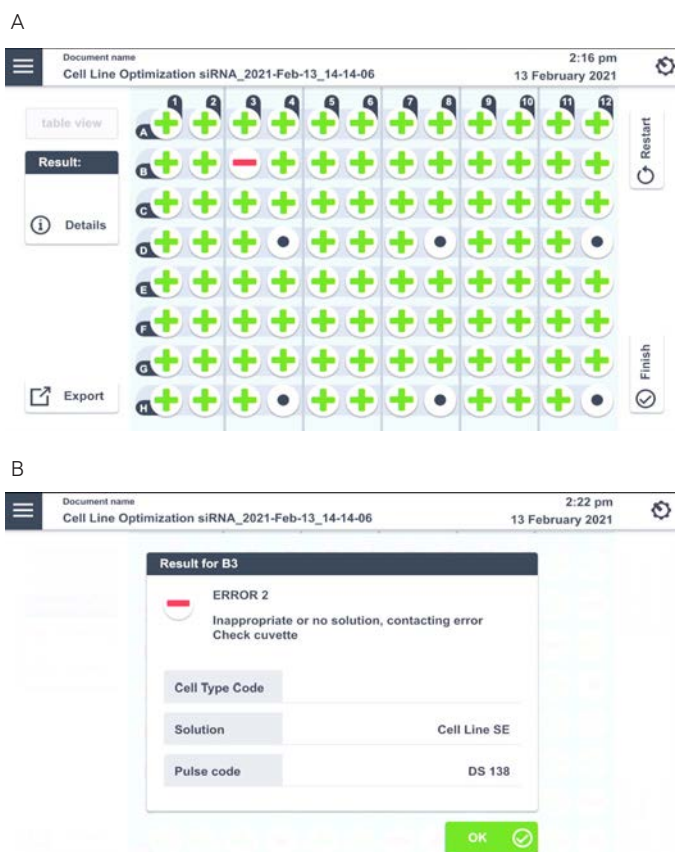 A
Document name
Cell Line Optimization siRNA_2021-Feb-13_14-14-06
2:16 pm
13 February 2021
table view
Result:
Details
Export
1 2 3 4 5 6 7 8 9 10 11 12
A
B
C
D
E
F
G
H
Restart
Finish
B
Document name
Cell Line Optimization siRNA_2021-Feb-13_14-14-06
2:22 pm
13 February 2021
Result for B3
ERROR 2
Inappropriate or no solution, contacting error
Check cuvette
Cell Type Code
Solution Cell Line SE
Pulse code DS 138
OK